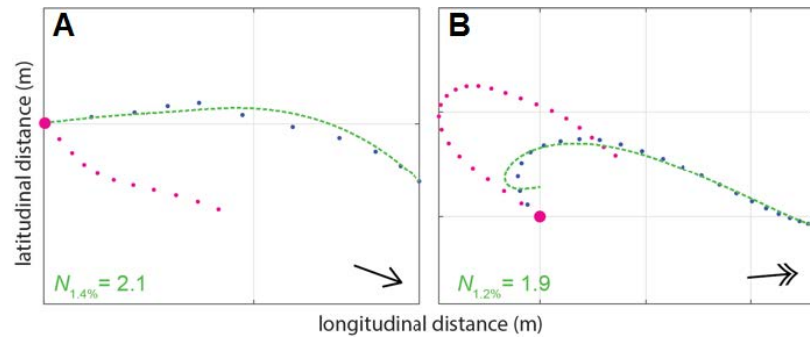 A
B
latitudinal distance (m)
N1.4% = 2.1
N1.2% = 1.9
longitudinal distance (m)